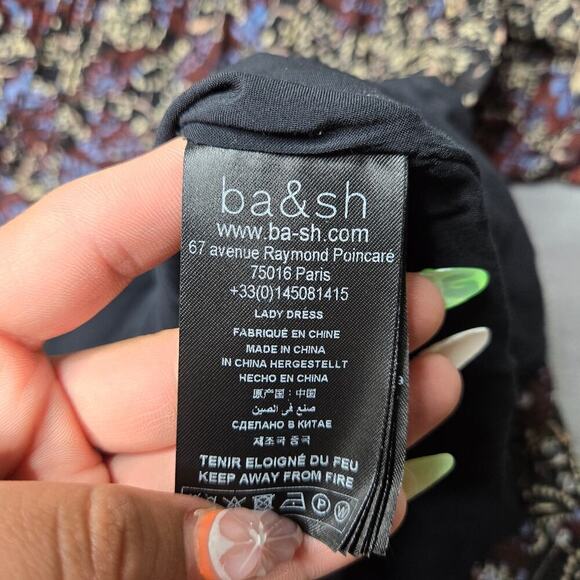 ba&sh
www.ba-sh.com
67 avenue Raymond Poincaré
75016 Paris
+33(0)145081415
LADY DRESS
FABRIQUÉ EN CHINE
MADE IN CHINA
IN CHINA HERGESTELLT
HECHO EN CHINA
原产国：中国
صنع في الصين
СДЕЛАНО В КИТАЕ
제조국 중국
TENIR ELOIGNÉ DU FEU
KEEP AWAY FROM FIRE
P W